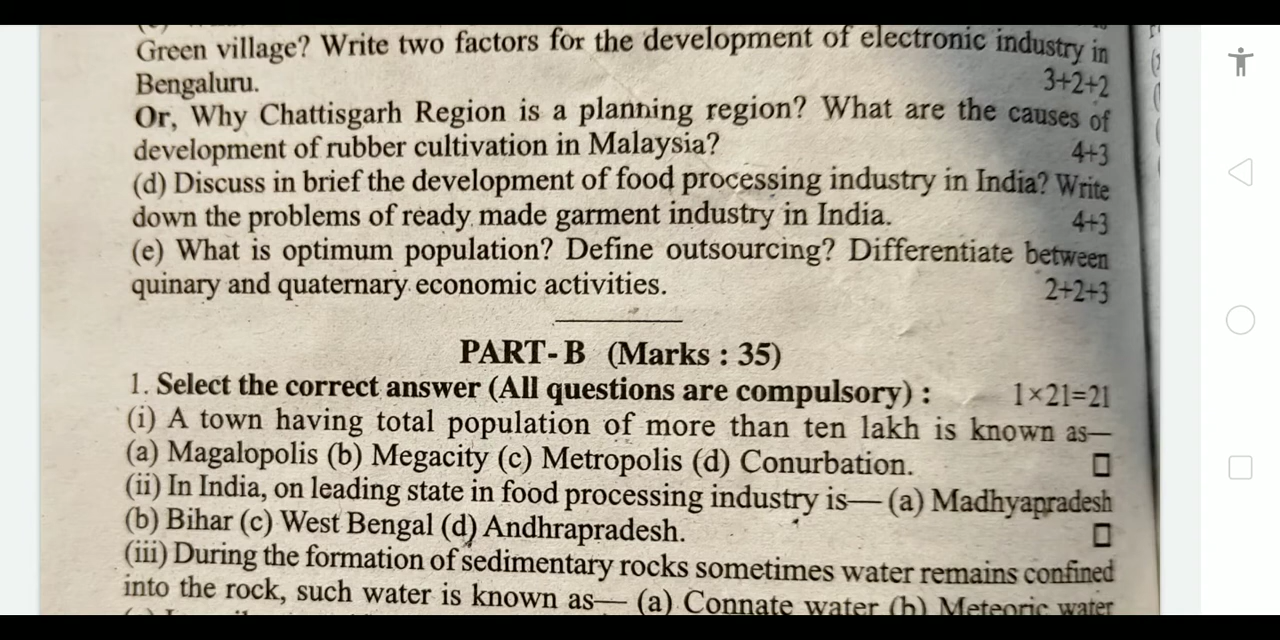 Green village? Write two factors for the development of electronic industry in
Bengaluru. 3+2+2
Or, Why Chattisgarh Region is a planning region? What are the causes of
development of rubber cultivation in Malaysia? 4+3
(d) Discuss in brief the development of food processing industry in India? Write
down the problems of ready made garment industry in India. 4+3
(e) What is optimum population? Define outsourcing? Differentiate between
quinary and quaternary economic activities. 2+2+3
PART-B (Marks : 35)
1. Select the correct answer (All questions are compulsory) : 1×21=21
(i) A town having total population of more than ten lakh is known as—
(a) Magalopolis (b) Megacity (c) Metropolis (d) Conurbation.
(ii) In India, on leading state in food processing industry is— (a) Madhyapradesh
(b) Bihar (c) West Bengal (d) Andhrapradesh.
(iii) During the formation of sedimentary rocks sometimes water remains confined
into the rock, such water is known as— (a) Connate water (b) Meteoric water